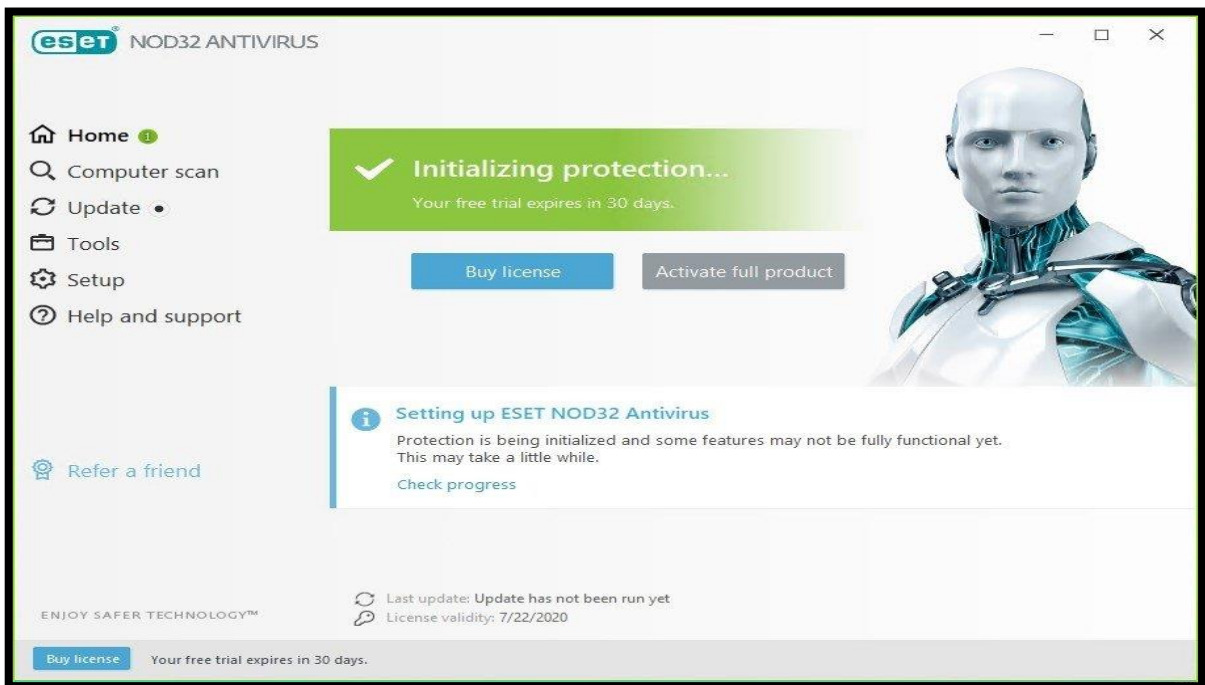 eset® NOD32 ANTIVIRUS
Home 1
Computer scan
Update
Tools
Setup
Help and support
Refer a friend
ENJOY SAFER TECHNOLOGY™
Initializing protection...
Your free trial expires in 30 days.
Buy license
Activate full product
Setting up ESET NOD32 Antivirus
Protection is being initialized and some features may not be fully functional yet.
This may take a little while.
Check progress
Last update: Update has not been run yet
License validity: 7/22/2020
Buy license Your free trial expires in 30 days.